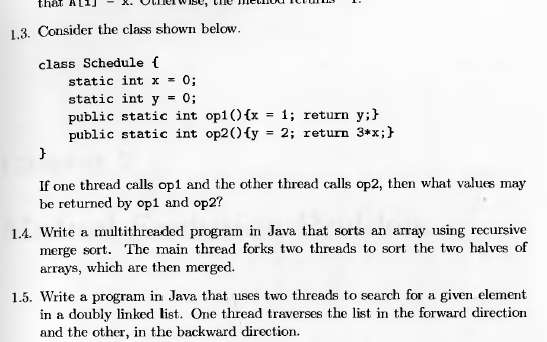 that A[i] = x. Otherwise, the method returns -1.
1.3. Consider the class shown below.
class Schedule {
static int x = 0;
static int y = 0;
public static int op1(){x = 1; return y;}
public static int op2(){y = 2; return 3*x;}
}
If one thread calls op1 and the other thread calls op2, then what values may
be returned by op1 and op2?
1.4. Write a multithreaded program in Java that sorts an array using recursive
merge sort. The main thread forks two threads to sort the two halves of
arrays, which are then merged.
1.5. Write a program in Java that uses two threads to search for a given element
in a doubly linked list. One thread traverses the list in the forward direction
and the other, in the backward direction.